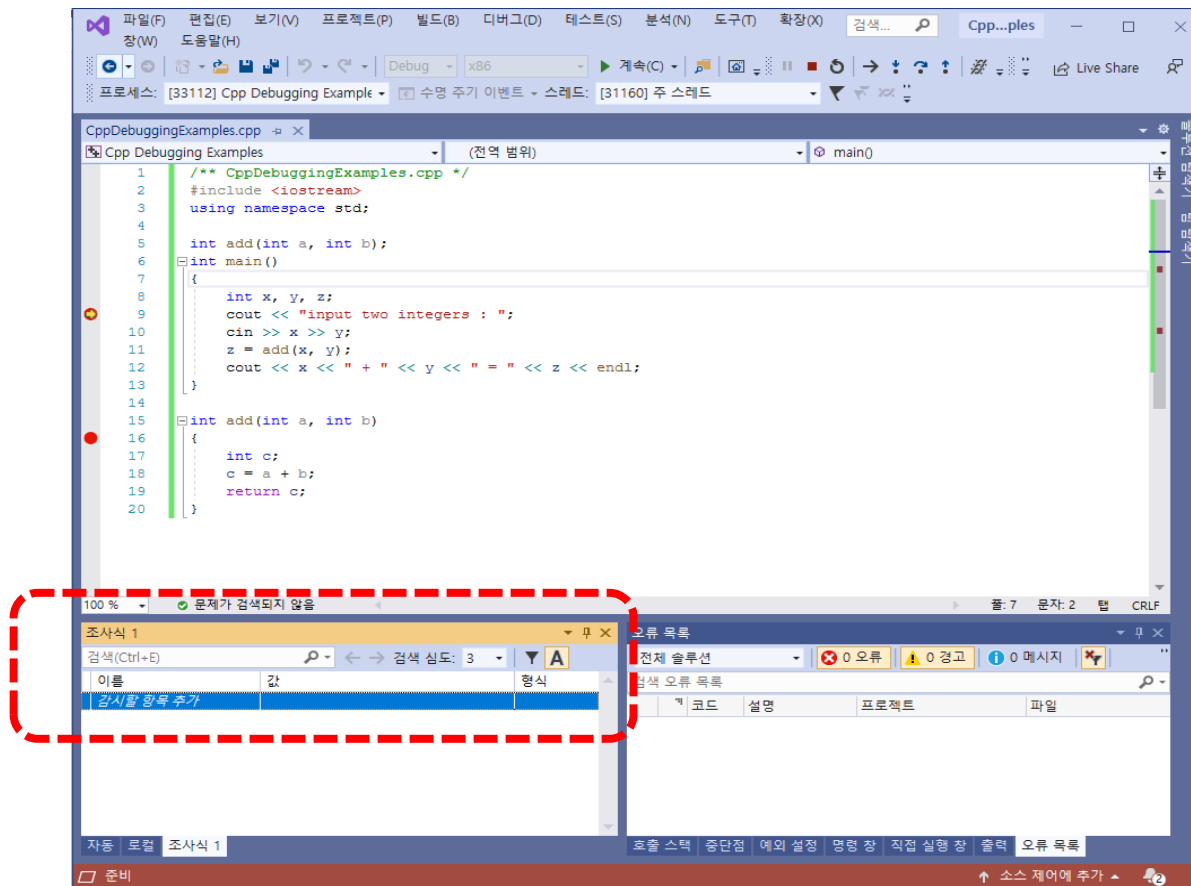 파일(F) 편집(E) 보기(V) 프로젝트(P) 빌드(B) 디버그(D) 테스트(S) 분석(N) 도구(T) 확장(X) 검색... Cpp...ples
창(W) 도움말(H)
Debug x86 계속(C) Live Share
프로세스: [33112] Cpp Debugging Example 수명 주기 이벤트 스레드: [31160] 주 스레드
CppDebuggingExamples.cpp
Cpp Debugging Examples (전역 범위) main()
1 /** CppDebuggingExamples.cpp */
2 #include <iostream>
3 using namespace std;
4
5 int add(int a, int b);
6 int main()
7 {
8 int x, y, z;
9 cout << "input two integers : ";
10 cin >> x >> y;
11 z = add(x, y);
12 cout << x << " + " << y << " = " << z << endl;
13 }
14
15 int add(int a, int b)
16 {
17 int c;
18 c = a + b;
19 return c;
20 }
100 % 문제가 검색되지 않음 줄: 7 문자: 2 탭 CRLF
조사식 1
검색(Ctrl+E) 검색 심도: 3 A
이름 값 형식
감시할 항목 추가
자동 로컬 조사식 1
오류 목록
전체 솔루션 0 오류 0 경고 0 메시지
검색 오류 목록
코드 설명 프로젝트 파일
호출 스택 중단점 예외 설정 명령 창 직접 실행 창 출력 오류 목록
준비 소스 제어에 추가 2